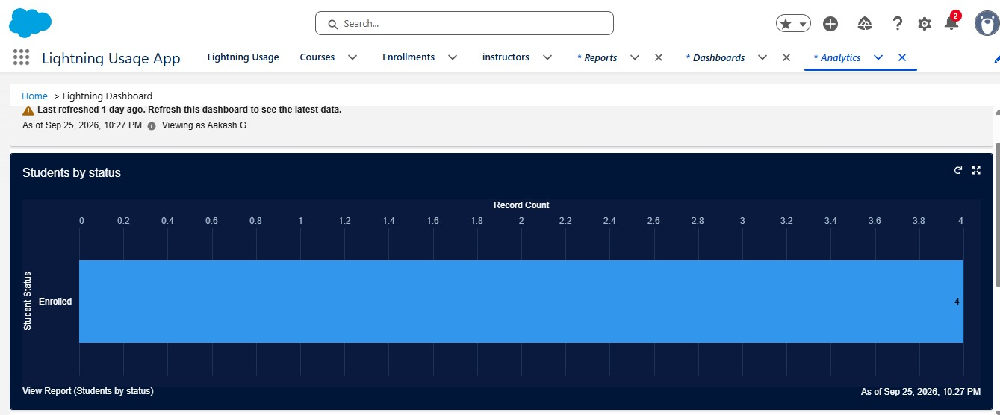 Search...
2
Lightning Usage App Lightning Usage Courses Enrollments instructors * Reports * Dashboards * Analytics
Home > Lightning Dashboard
Last refreshed 1 day ago. Refresh this dashboard to see the latest data.
As of Sep 25, 2026, 10:27 PM· ·Viewing as Aakash G
Students by status
Record Count
0 0.2 0.4 0.6 0.8 1 1.2 1.4 1.6 1.8 2 2.2 2.4 2.6 2.8 3 3.2 3.4 3.6 3.8 4
Student Status
Enrolled
4
View Report (Students by status) As of Sep 25, 2026, 10:27 PM